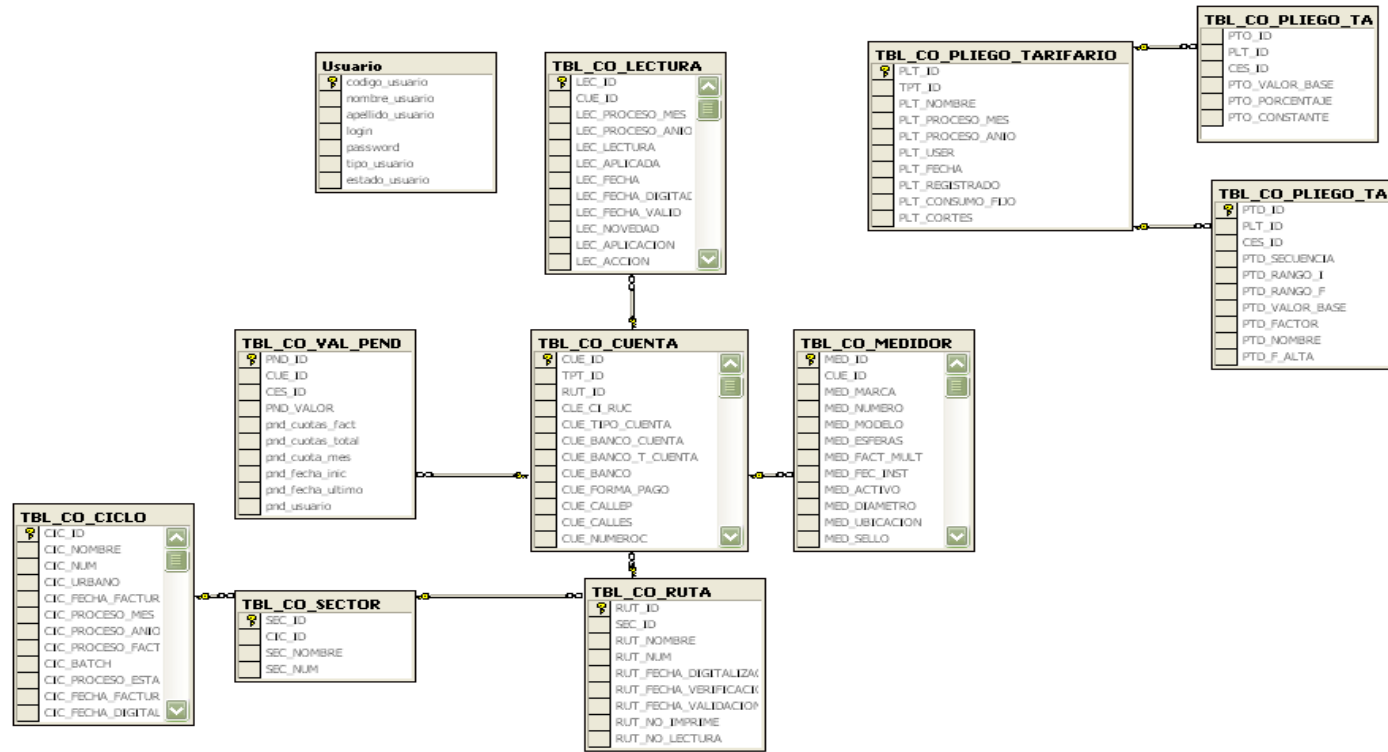 Usuario
codigo_usuario
nombre_usuario
apellido_usuario
login
password
tipo_usuario
estado_usuario
TBL_CO_LECTURA
LEC_ID
CUE_ID
LEC_PROCESO_MES
LEC_PROCESO_ANIO
LEC_LECTURA
LEC_APLICADA
LEC_FECHA
LEC_FECHA_DIGITAL
LEC_FECHA_VALID
LEC_NOVEDAD
LEC_APLICACION
LEC_ACCION
TBL_CO_PLIEGO_TARIFARIO
PLT_ID
TPT_ID
PLT_NOMBRE
PLT_PROCESO_MES
PLT_PROCESO_ANIO
PLT_USER
PLT_FECHA
PLT_REGISTRADO
PLT_CONSUMO_FIJO
PLT_CORTES
TBL_CO_PLIEGO_TA
PTO_ID
PLT_ID
CES_ID
PTO_VALOR_BASE
PTO_PORCENTAJE
PTO_CONSTANTE
TBL_CO_PLIEGO_TA
PTD_ID
PLT_ID
CES_ID
PTD_SECUENCIA
PTD_RANGO_I
PTD_RANGO_F
PTD_VALOR_BASE
PTD_FACTOR
PTD_NOMBRE
PTD_F_ALTA
TBL_CO_VAL_PEND
PND_ID
CUE_ID
CES_ID
PND_VALOR
pnd_cuotas_fact
pnd_cuotas_total
pnd_cuota_mes
pnd_fecha_inic
pnd_fecha_ultimo
pnd_usuario
TBL_CO_CUENTA
CUE_ID
TPT_ID
RUT_ID
CLE_CI_RUC
CUE_TIPO_CUENTA
CUE_BANCO_CUENTA
CUE_BANCO_T_CUENTA
CUE_BANCO
CUE_FORMA_PAGO
CUE_CALLEP
CUE_CALLES
CUE_NUMEROC
TBL_CO_MEDIDOR
MED_ID
CUE_ID
MED_MARCA
MED_NUMERO
MED_MODELO
MED_ESFERAS
MED_FACT_MULT
MED_FEC_INST
MED_ACTIVO
MED_DIAMETRO
MED_UBICACION
MED_SELLO
TBL_CO_CICLO
CIC_ID
CIC_NOMBRE
CIC_NUM
CIC_URBANO
CIC_FECHA_FACTUR
CIC_PROCESO_MES
CIC_PROCESO_ANIO
CIC_PROCESO_FACT
CIC_BATCH
CIC_PROCESO_ESTA
CIC_FECHA_FACTUR
CIC_FECHA_DIGITAL
TBL_CO_SECTOR
SEC_ID
CIC_ID
SEC_NOMBRE
SEC_NUM
TBL_CO_RUTA
RUT_ID
SEC_ID
RUT_NOMBRE
RUT_NUM
RUT_FECHA_DIGITALIZAC
RUT_FECHA_VERIFICACIO
RUT_FECHA_VALIDACION
RUT_NO_IMPRIME
RUT_NO_LECTURA